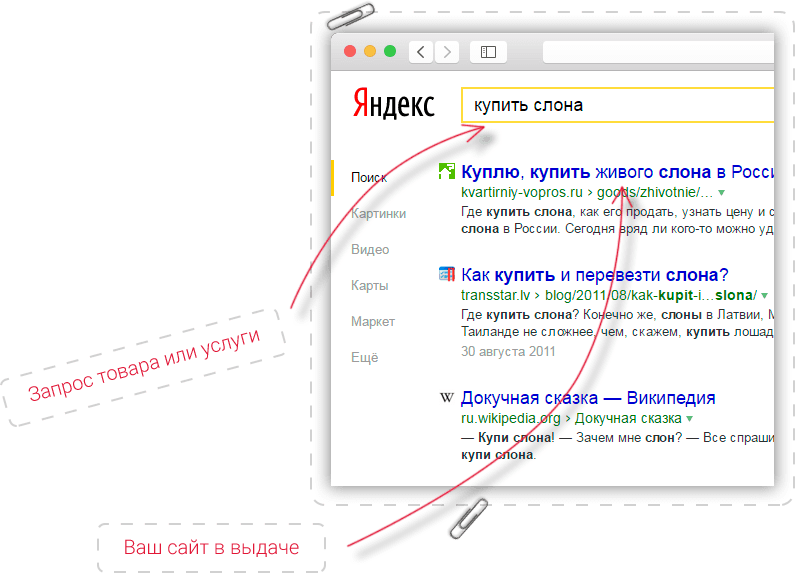 Яндекс
купить слона
Поиск
Картинки
Видео
Карты
Маркет
Ещё
Куплю, купить живого слона в Росси
kvartirniy-vopros.ru › goods/zhivotnie/...
Где купить слона, как его продать, узнать цену и с
слона в России. Сегодня вряд ли кого-то можно уд
Как купить и перевезти слона?
transstar.lv › blog/2011/08/kak-kupit-i...slona/
Где купить слона? Конечно же, слоны в Латвии, М
Таиланде не сложнее, чем, скажем, купить лошад
30 августа 2011
W
Докучная сказка — Википедия
ru.wikipedia.org › Докучная сказка
— Купи слона! — Зачем мне слон? — Все спраши
купи слона.
Запрос товара или услуги
Ваш сайт в выдаче